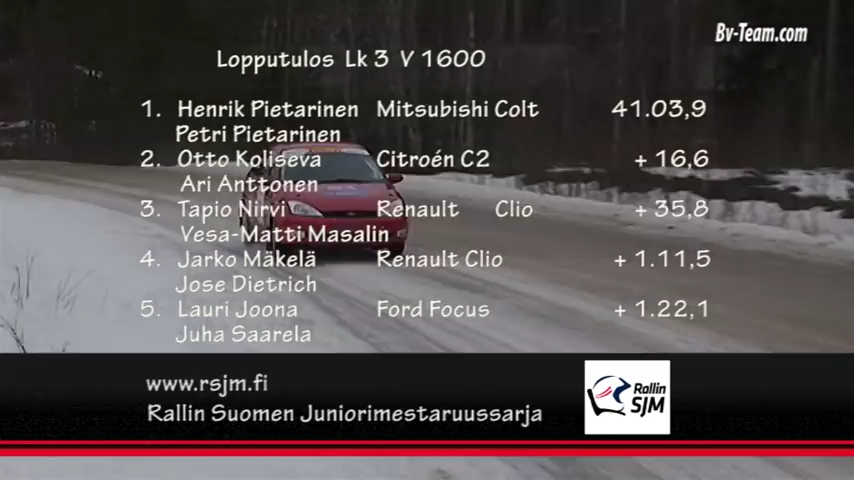 Bv-Team.com
Lopputulos Lk 3 V 1600
1. Henrik Pietarinen Mitsubishi Colt 41.03,9
Petri Pietarinen
2. Otto Koliseva Citroén C2 + 16,6
Ari Anttonen
3. Tapio Nirvi Renault Clio + 35,8
Vesa-Matti Masalin
4. Jarko Mäkelä Renault Clio + 1.11,5
Jose Dietrich
5. Lauri Joona Ford Focus + 1.22,1
Juha Saarela
www.rsjm.fi
Rallin Suomen Juniorimestaruussarja
Rallin
SJM